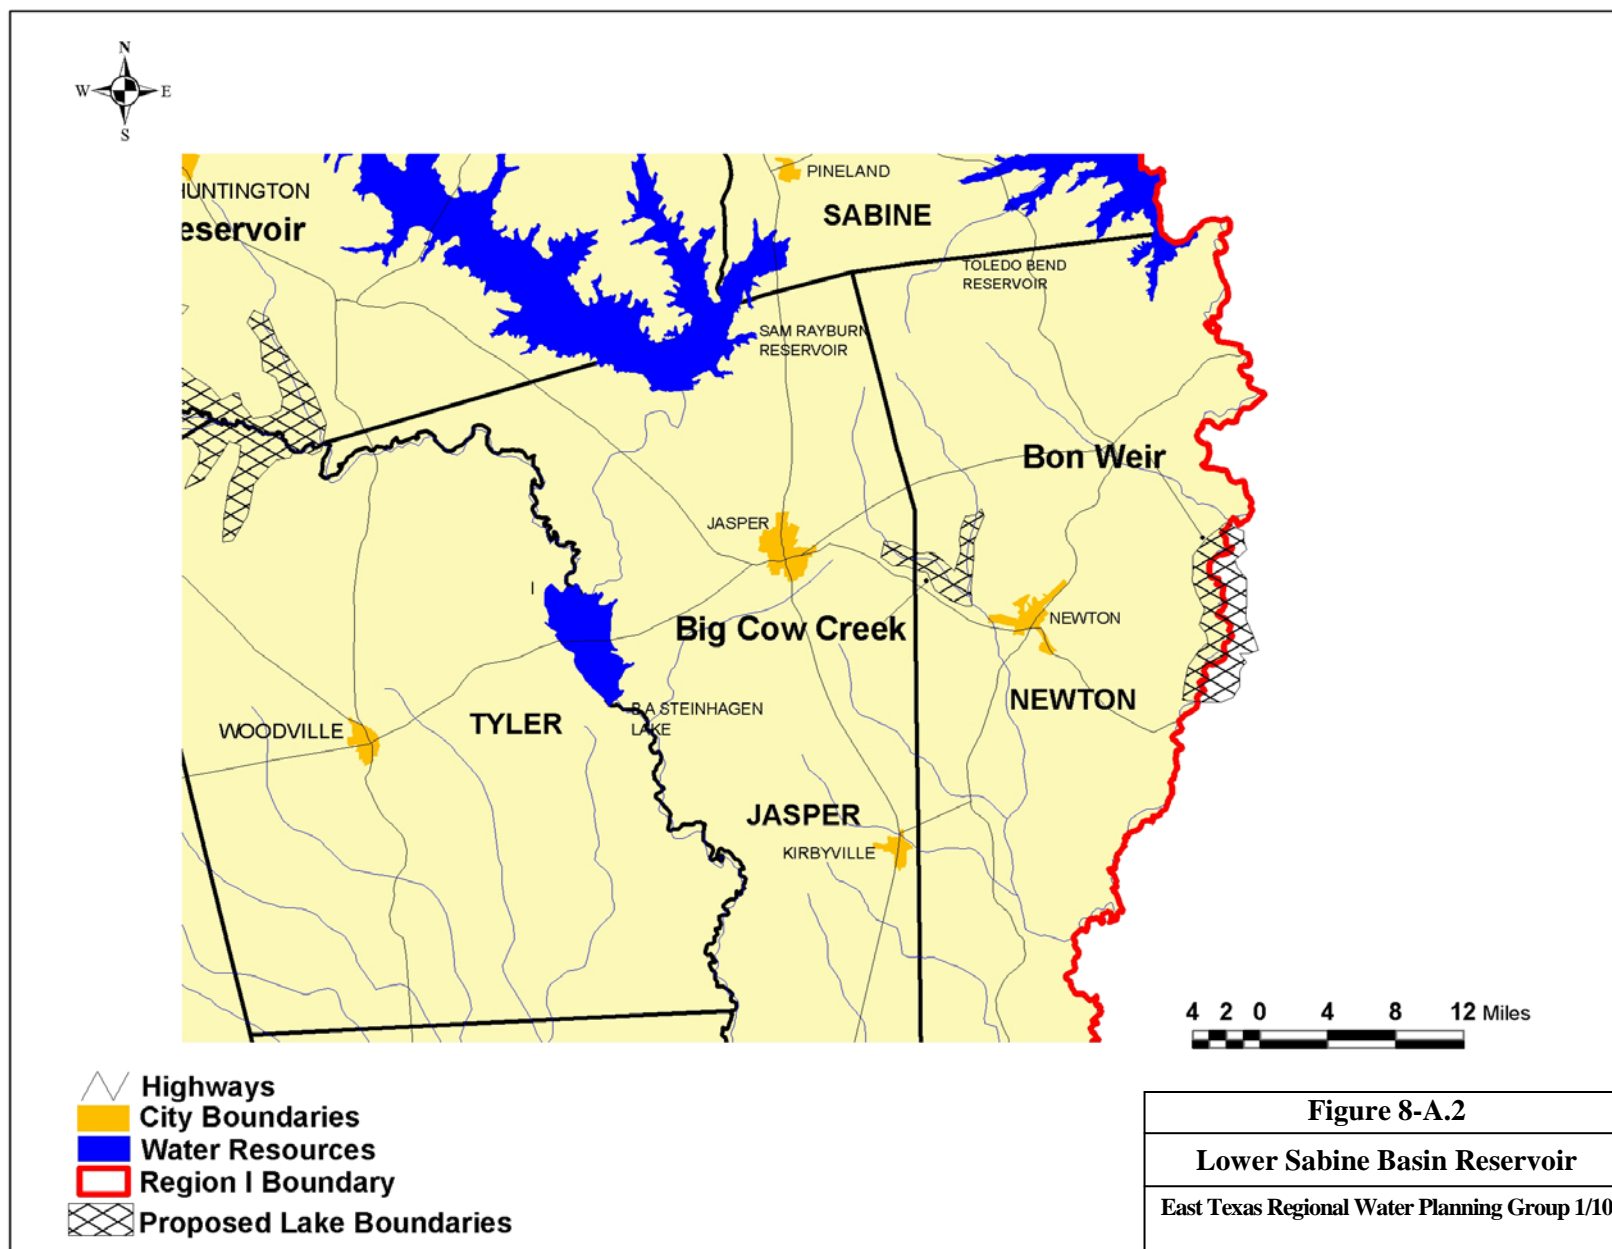 N
W E
S
HUNTINGTON
eservoir
PINELAND
SABINE
TOLEDO BEND
RESERVOIR
SAM RAYBURN
RESERVOIR
Bon Weir
JASPER
NEWTON
Big Cow Creek
NEWTON
B A STEINHAGEN
LAKE
TYLER
WOODVILLE
JASPER
KIRBYVILLE
4 2 0 4 8 12 Miles
Highways
City Boundaries
Water Resources
Region I Boundary
Proposed Lake Boundaries
Figure 8-A.2
Lower Sabine Basin Reservoir
East Texas Regional Water Planning Group 1/10